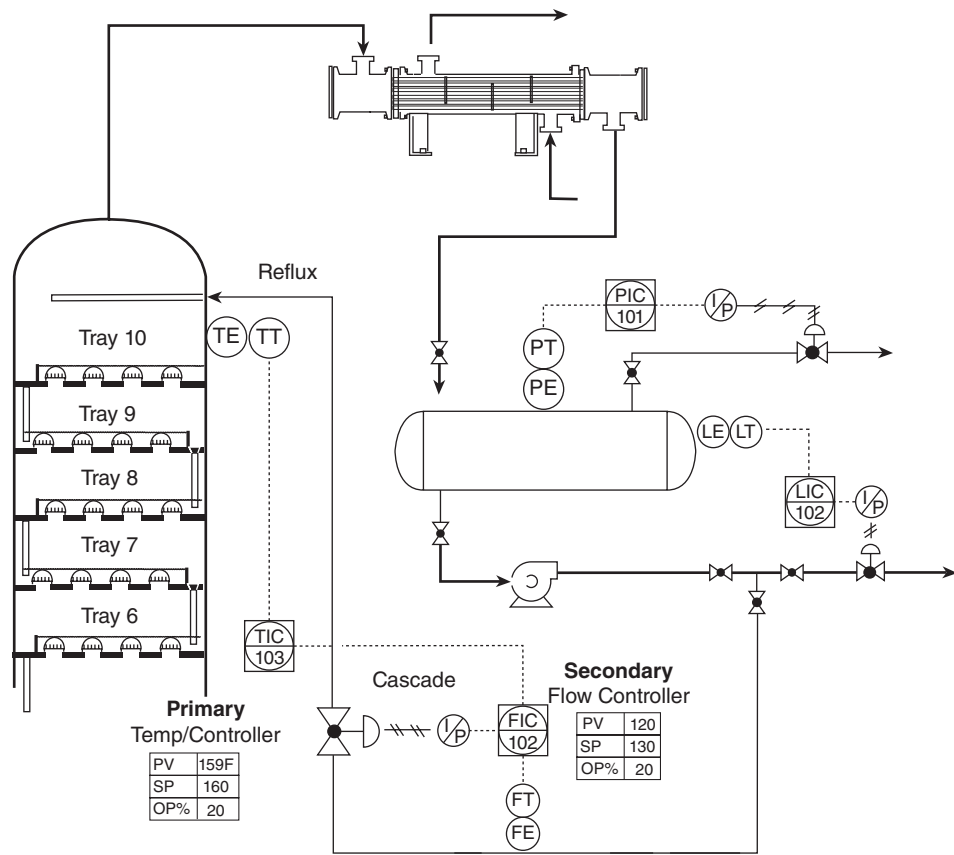 Reflux
PIC
101
I/P
Tray 10
TE
TT
PT
PE
Tray 9
LE
LT
Tray 8
LIC
102
I/P
Tray 7
Tray 6
TIC
103
Cascade
Secondary
Flow Controller
Primary
Temp/Controller
I/P
FIC
102
PV 120
SP 130
OP% 20
PV 159F
SP 160
OP% 20
FT
FE